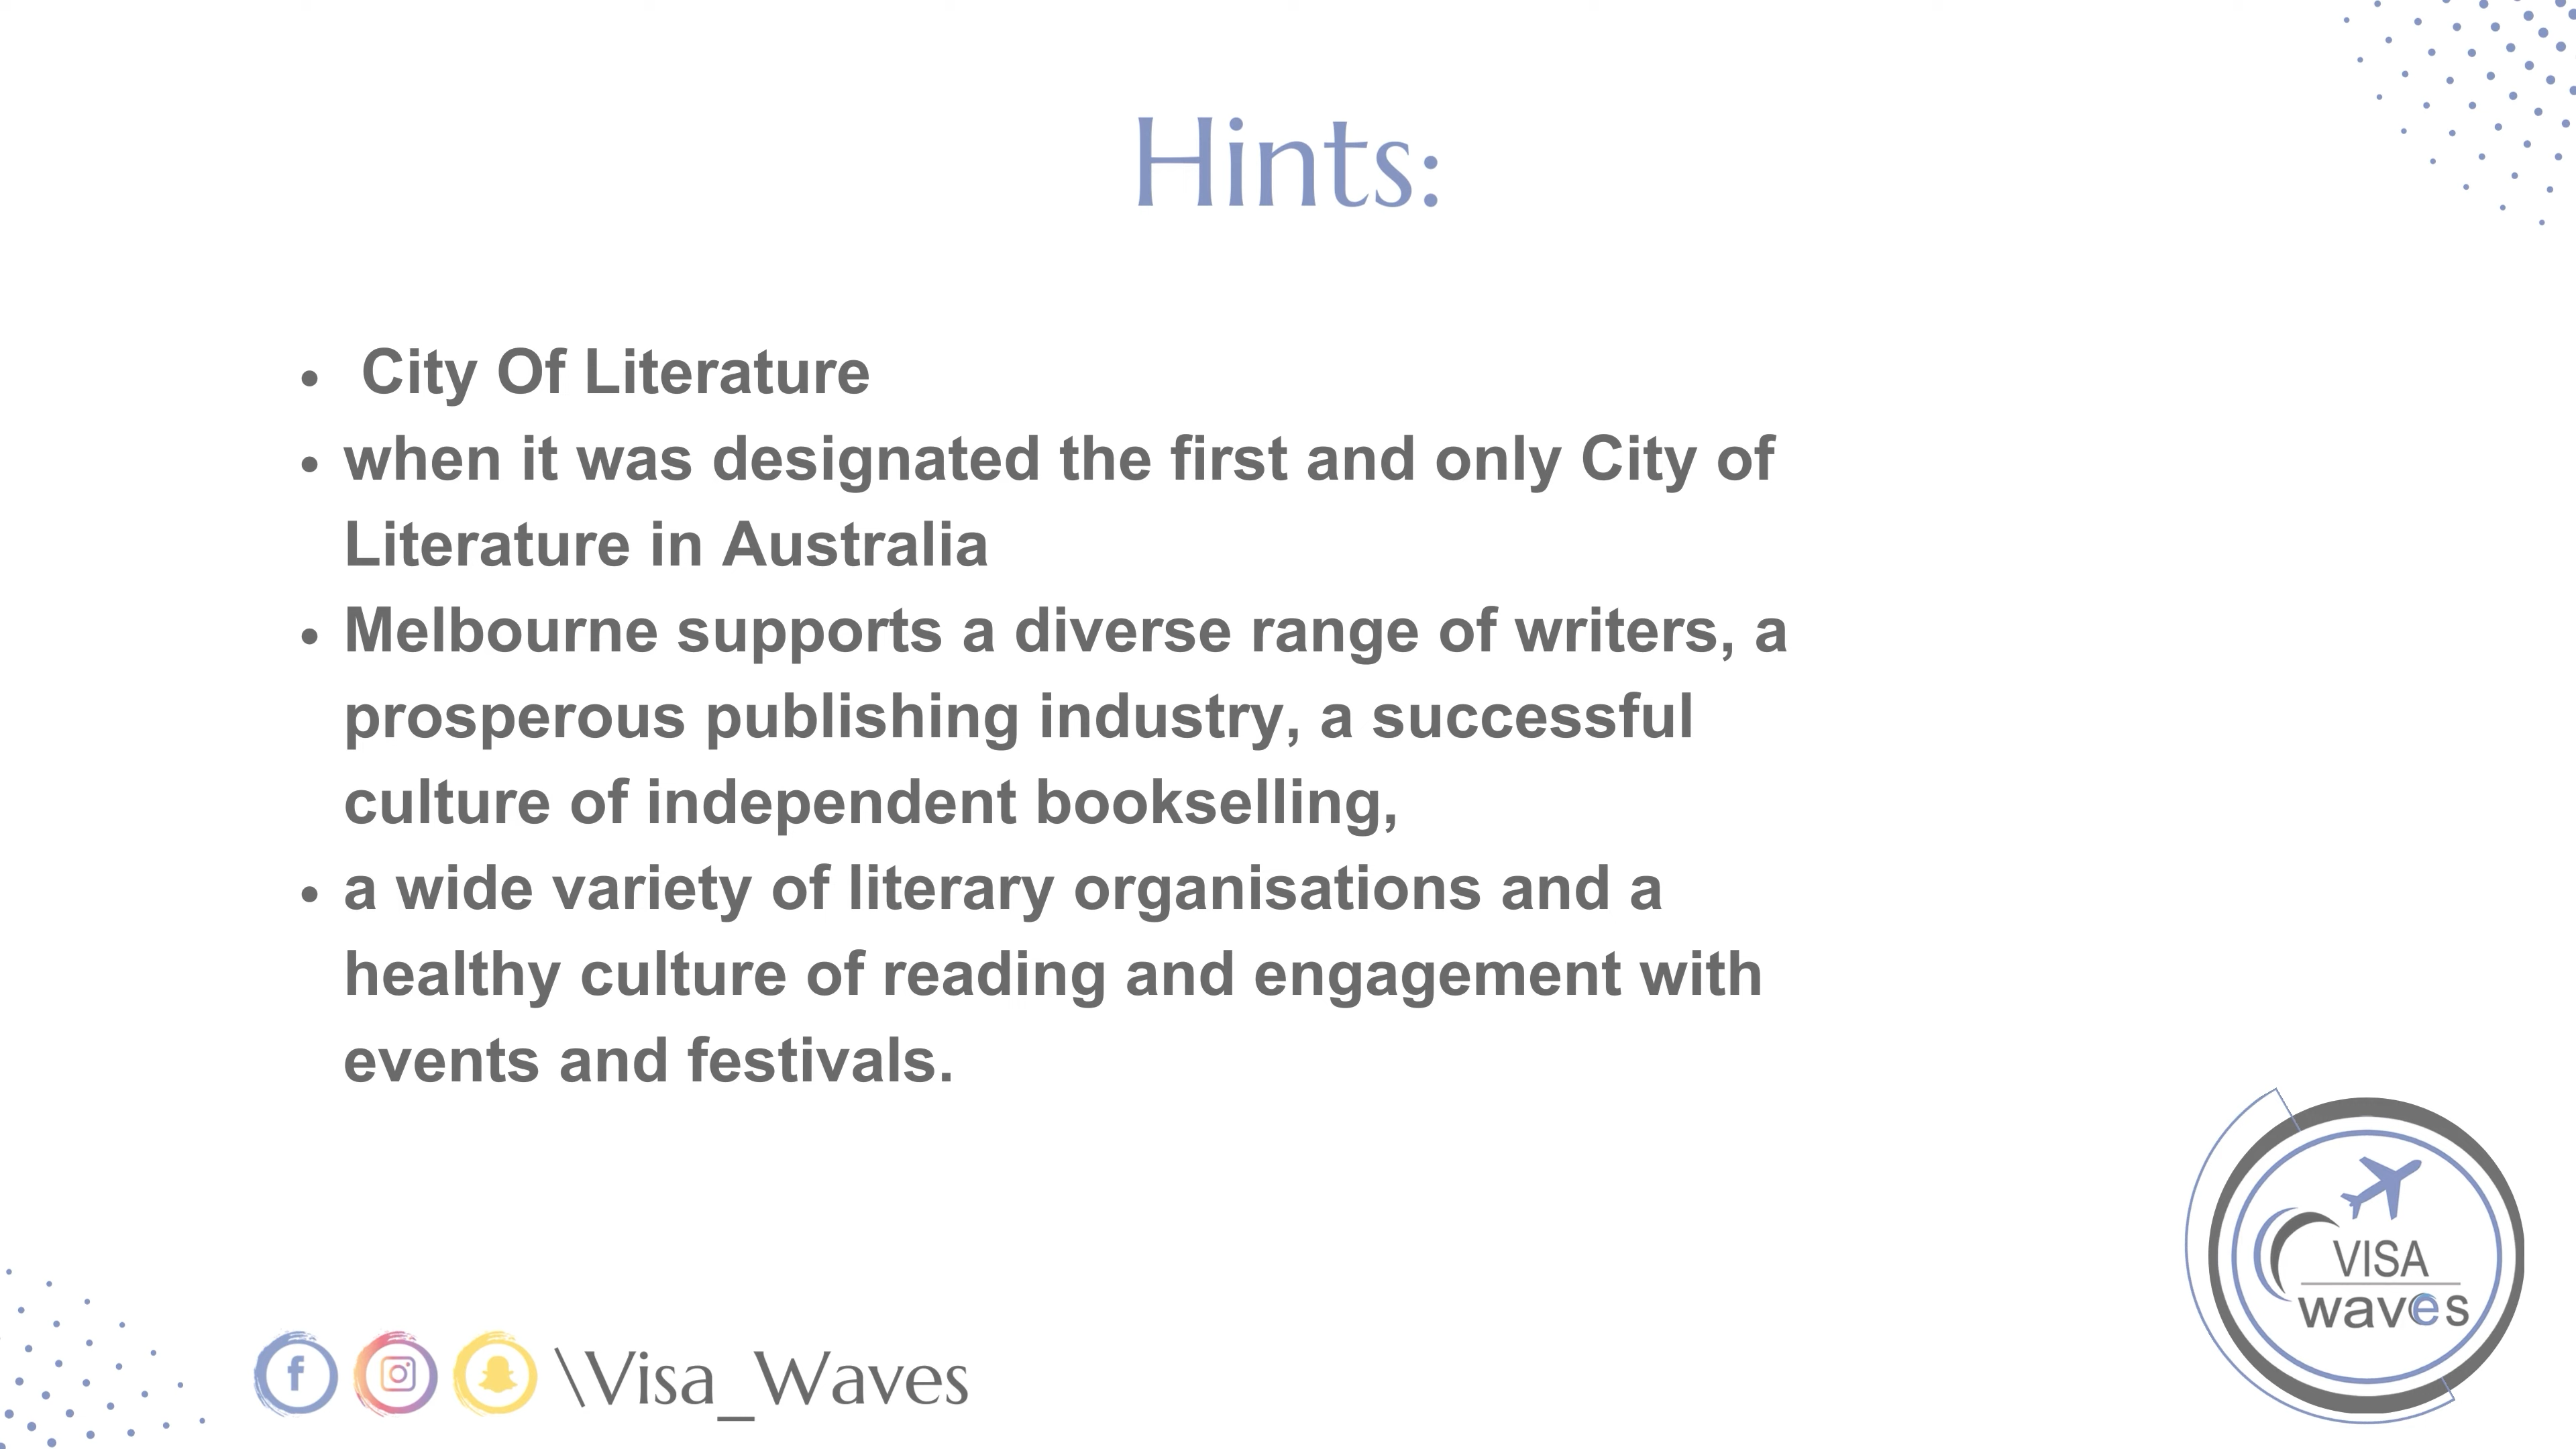 Hints:
• City Of Literature
• when it was designated the first and only City of
Literature in Australia
• Melbourne supports a diverse range of writers, a
prosperous publishing industry, a successful
culture of independent bookselling,
• a wide variety of literary organisations and a
healthy culture of reading and engagement with
events and festivals.
VISA
waves
\Visa_Waves